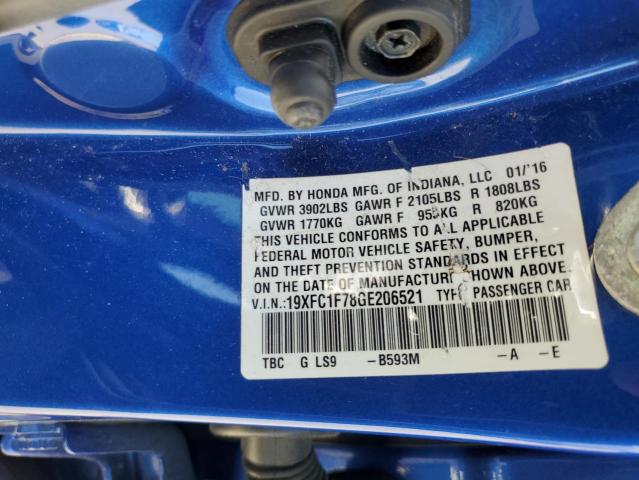 MFD. BY HONDA MFG. OF INDIANA, LLC 01/'16
GVWR 3902LBS GAWR F 2105LBS R 1808LBS
GVWR 1770KG GAWR F 955KG R 820KG
THIS VEHICLE CONFORMS TO ALL APPLICABLE
FEDERAL MOTOR VEHICLE SAFETY, BUMPER,
AND THEFT PREVENTION STANDARDS IN EFFECT
ON THE DATE OF MANUFACTURE SHOWN ABOVE.
V.I.N.:19XFC1F78GE206521 TYPE PASSENGER CAR
TBC G LS9 -B593M -A -E